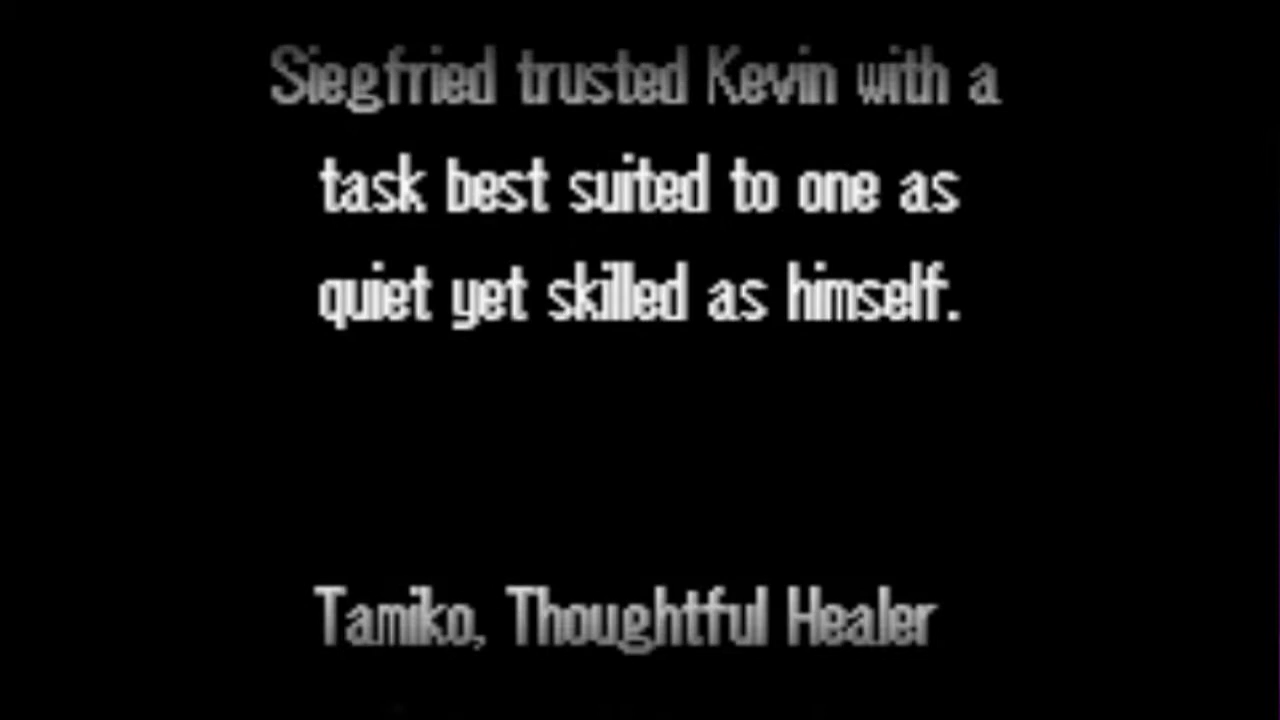 Siegfried trusted Kevin with a
task best suited to one as
quiet yet skilled as himself.
Tamiko, Thoughtful Healer